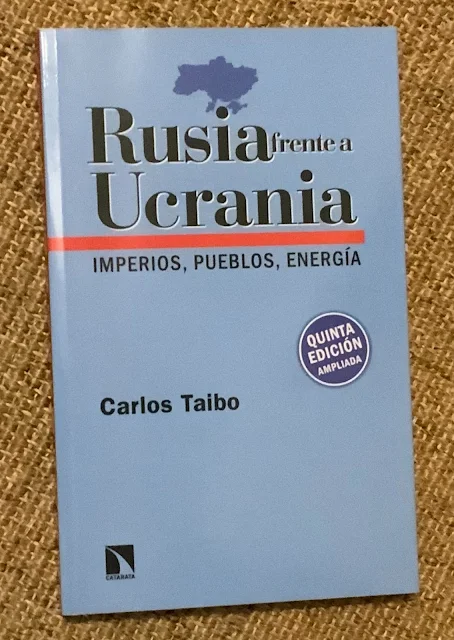 Rusia frente a
Ucrania
IMPERIOS, PUEBLOS, ENERGÍA
QUINTA
EDICIÓN
AMPLIADA
Carlos Taibo
CATARATA